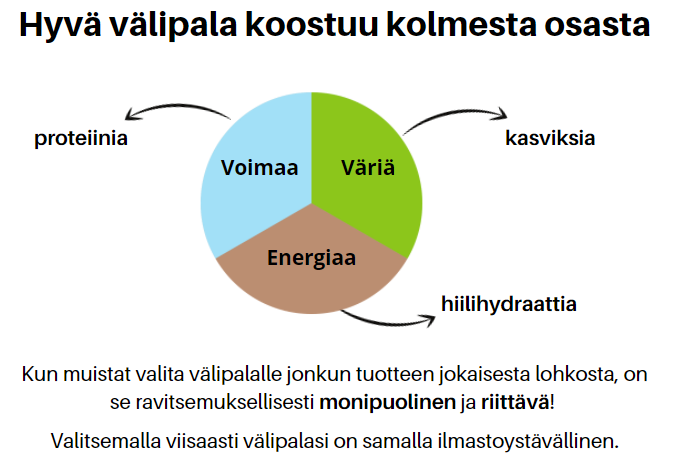 Hyvä välipala koostuu kolmesta osasta
proteiinia
kasviksia
Voimaa
Väriä
Energiaa
hiilihydraattia
Kun muistat valita välipalalle jonkun tuotteen jokaisesta lohkosta, on
se ravitsemuksellisesti monipuolinen ja riittävä!
Valitsemalla viisaasti välipalasi on samalla ilmastoystävällinen.